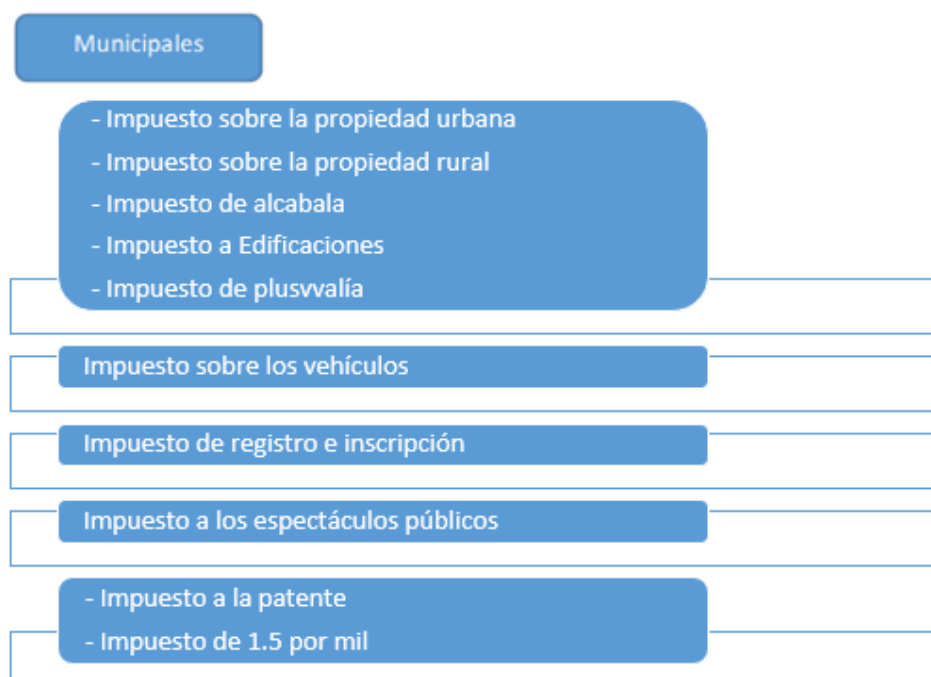 Municipales
- Impuesto sobre la propiedad urbana
- Impuesto sobre la propiedad rural
- Impuesto de alcabala
- Impuesto a Edificaciones
- Impuesto de plusvvalía
Impuesto sobre los vehículos
Impuesto de registro e inscripción
Impuesto a los espectáculos públicos
- Impuesto a la patente
- Impuesto de 1.5 por mil